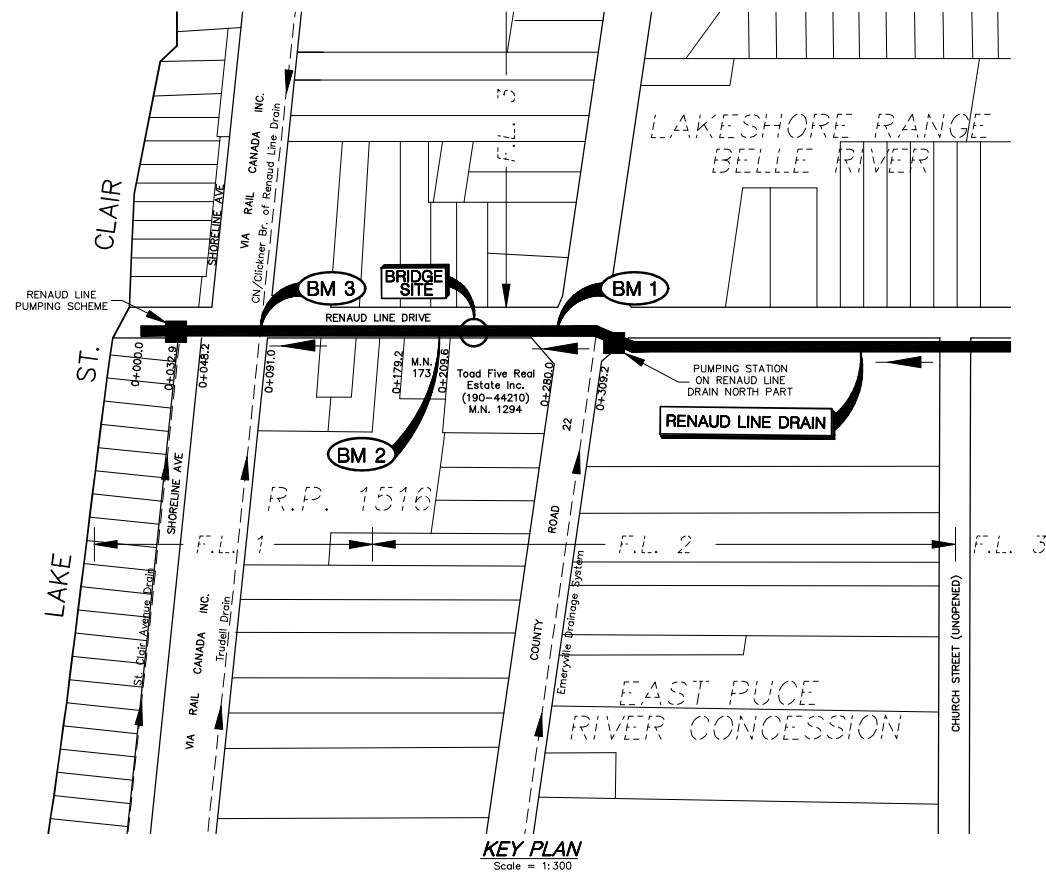 F.L. 3
LAKESHORE RANGE
BELLE RIVER
VIA RAIL CANADA INC.
CN/Clickner Br. of Renaud Line Drain
SHORELINE AVE
LAKE ST. CLAIR
RENAUD LINE
PUMPING SCHEME
BM 3
BRIDGE
SITE
BM 1
RENAUD LINE DRIVE
0+000.0
0+032.9
0+048.2
0+091.0
0+179.2
M.N.
173
0+209.6
Toad Five Real
Estate Inc.
(190-44210)
M.N. 1294
0+280.0
0+309.2
PUMPING STATION
ON RENAUD LINE
DRAIN NORTH PART
RENAUD LINE DRAIN
BM 2
R.P. 1516
SHORELINE AVE
F.L. 1
F.L. 2
F.L. 3
St. Clair Avenue Drain
VIA RAIL CANADA INC.
Trudell Drain
COUNTY ROAD 22
Emeryville Drainage System
CHURCH STREET (UNOPENED)
EAST PUCE
RIVER CONCESSION
KEY PLAN
Scale = 1:300